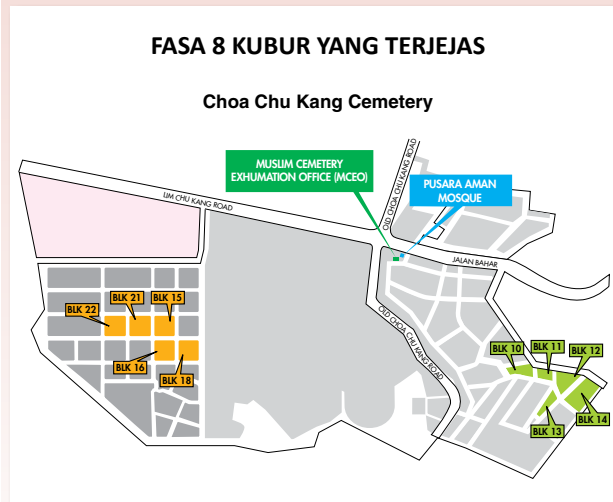 FASA 8 KUBUR YANG TERJEJAS
Choa Chu Kang Cemetery
MUSLIM CEMETERY
EXHUMATION OFFICE (MCEO)
PUSARA AMAN
MOSQUE
OLD CHOA CHU KANG ROAD
LIM CHU KANG ROAD
JALAN BAHAR
OLD CHOA CHU KANG ROAD
BLK 22
BLK 21
BLK 15
BLK 16
BLK 18
BLK 10
BLK 11
BLK 12
BLK 13
BLK 14